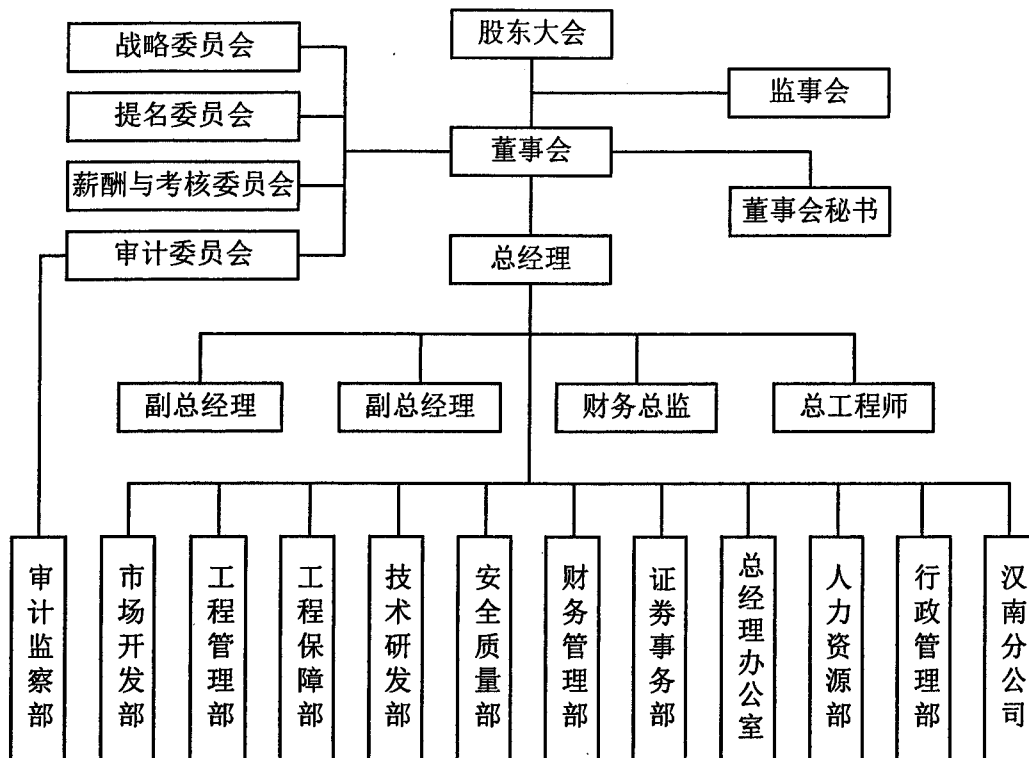 战略委员会
股东大会
监事会
提名委员会
董事会
薪酬与考核委员会
董事会秘书
审计委员会
总经理
副总经理
副总经理
财务总监
总工程师
审计监察部
市场开发部
工程管理部
工程保障部
技术研发部
安全质量部
财务管理部
证券事务部
总经理办公室
人力资源部
行政管理部
汉南分公司